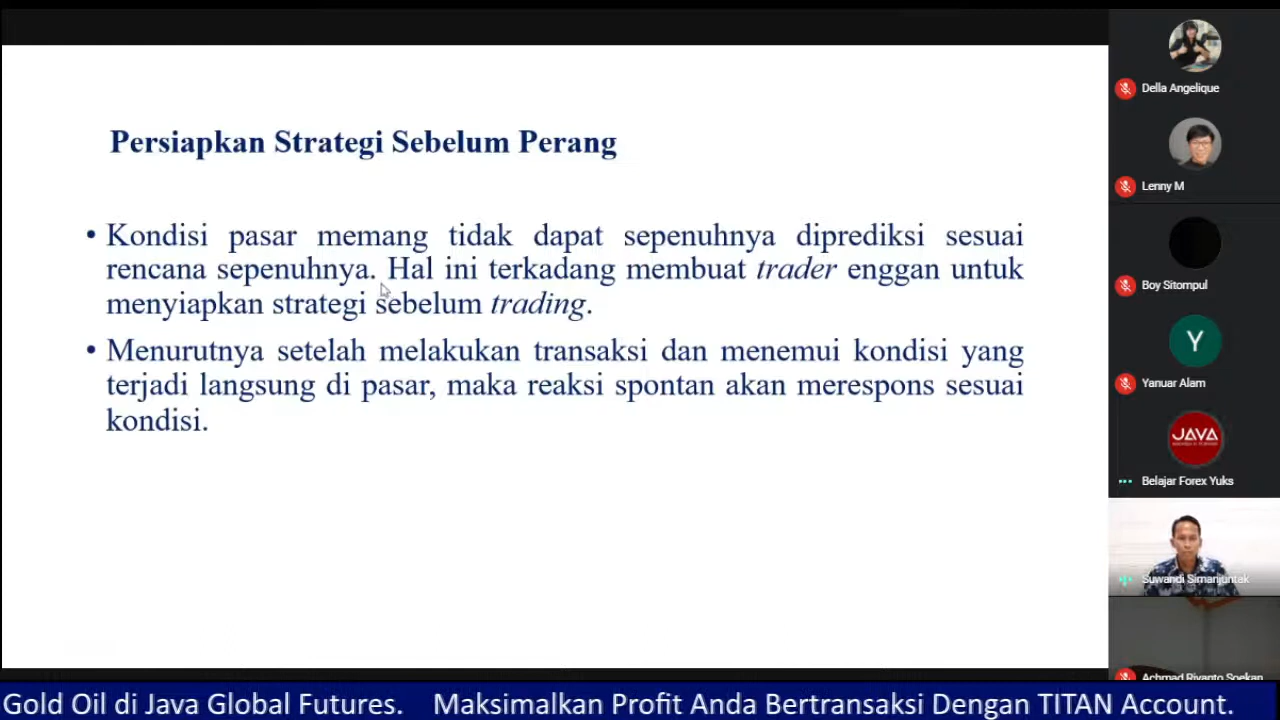 Persiapkan Strategi Sebelum Perang
• Kondisi pasar memang tidak dapat sepenuhnya diprediksi sesuai
rencana sepenuhnya. Hal ini terkadang membuat trader enggan untuk
menyiapkan strategi sebelum trading.
• Menurutnya setelah melakukan transaksi dan menemui kondisi yang
terjadi langsung di pasar, maka reaksi spontan akan merespons sesuai
kondisi.
Della Angelique
Lenny M
Boy Sitompul
Y
Yanuar Alam
JAVA
Belajar Forex Yuks
Suwandi Simanjuntak
Achmad Riyanto Soekan
Gold Oil di Java Global Futures. Maksimalkan Profit Anda Bertransaksi Dengan TITAN Account.